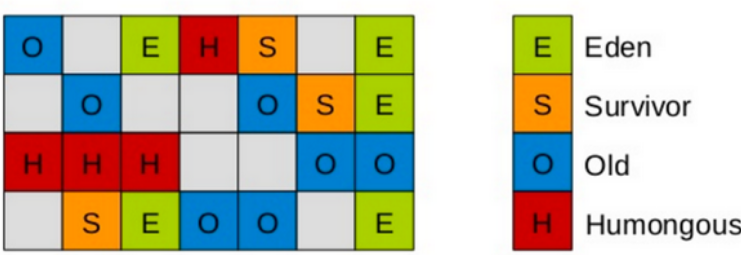 O E H S E
O O S E
H H H O O
S E O O E
E Eden
S Survivor
O Old
H Humongous